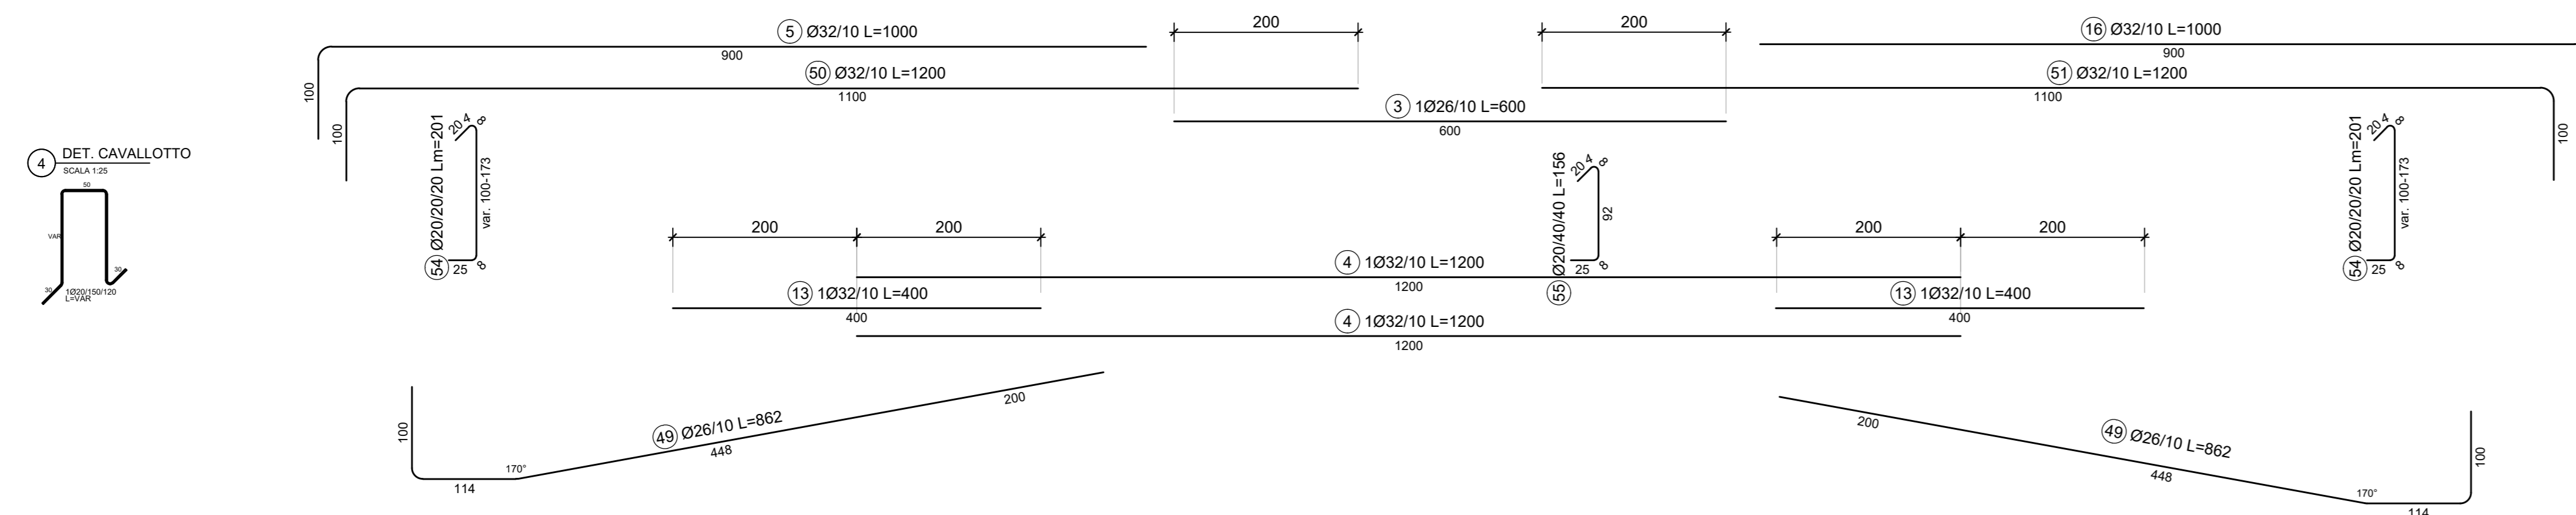 5 Ø32/10 L=1000
900
200
200
16 Ø32/10 L=1000
900
50 Ø32/10 L=1200
1100
100
100
51 Ø32/10 L=1200
1100
100
3 1Ø26/10 L=600
600
4 DET. CAVALLOTTO
SCALA 1:25
50
VAR
30
30
1Ø20/150/120
L=VAR
54 Ø20/20/20 Lm=201
20 4 8
var. 100-173
25 8
55 Ø20/40/40 L=156
20 4 8
92
25 8
54 Ø20/20/20 Lm=201
20 4 8
var. 100-173
25 8
200
200
200
200
4 1Ø32/10 L=1200
1200
13 1Ø32/10 L=400
400
13 1Ø32/10 L=400
400
4 1Ø32/10 L=1200
1200
100
114
170°
49 Ø26/10 L=862
448
200
200
49 Ø26/10 L=862
448
170°
114
100